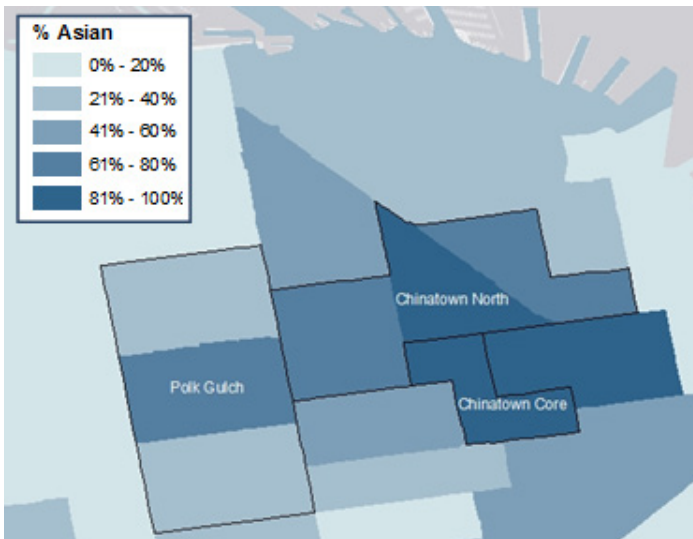 % Asian
0% - 20%
21% - 40%
41% - 60%
61% - 80%
81% - 100%
Chinatown North
Polk Gulch
Chinatown Core